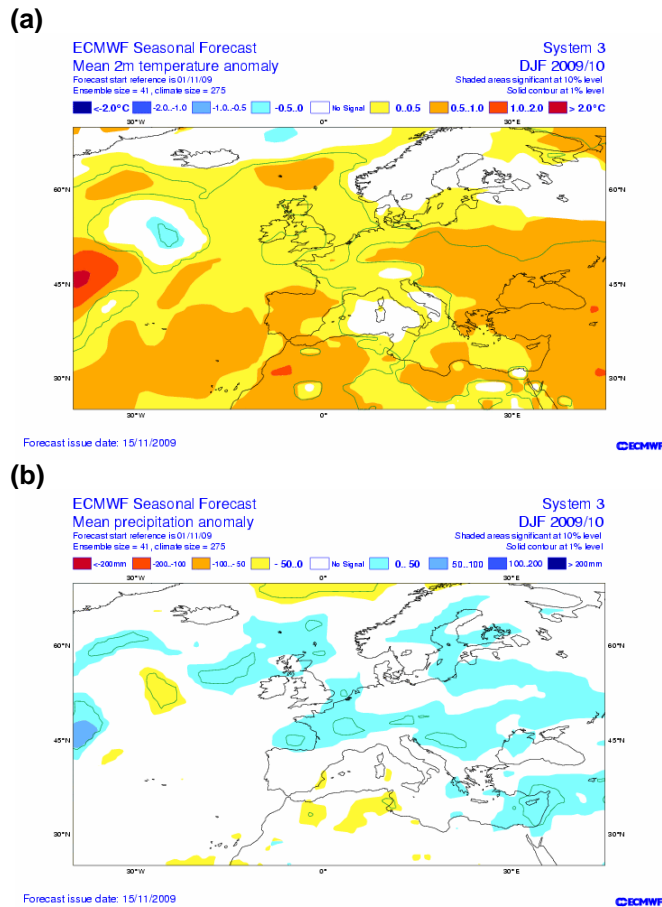 (a)
ECMWF Seasonal Forecast System 3
Mean 2m temperature anomaly DJF 2009/10
Forecast start reference is 01/11/09 Shaded areas significant at 10% level
Ensemble size = 41, climate size = 275 Solid contour at 1% level
<-2.0°C -2.0..-1.0 -1.0..-0.5 -0.5..0 No Signal 0..0.5 0.5..1.0 1.0..2.0 > 2.0°C
60°N 60°N
45°N 45°N
30°N 30°N
30°W 0° 30°E
Forecast issue date: 15/11/2009 ECMWF
(b)
ECMWF Seasonal Forecast System 3
Mean precipitation anomaly DJF 2009/10
Forecast start reference is 01/11/09 Shaded areas significant at 10% level
Ensemble size = 41, climate size = 275 Solid contour at 1% level
<-200mm -200..-100 -100..-50 -50..0 No Signal 0..50 50..100 100..200 > 200mm
60°N 60°N
45°N 45°N
30°N 30°N
30°W 0° 30°E
Forecast issue date: 15/11/2009 ECMWF